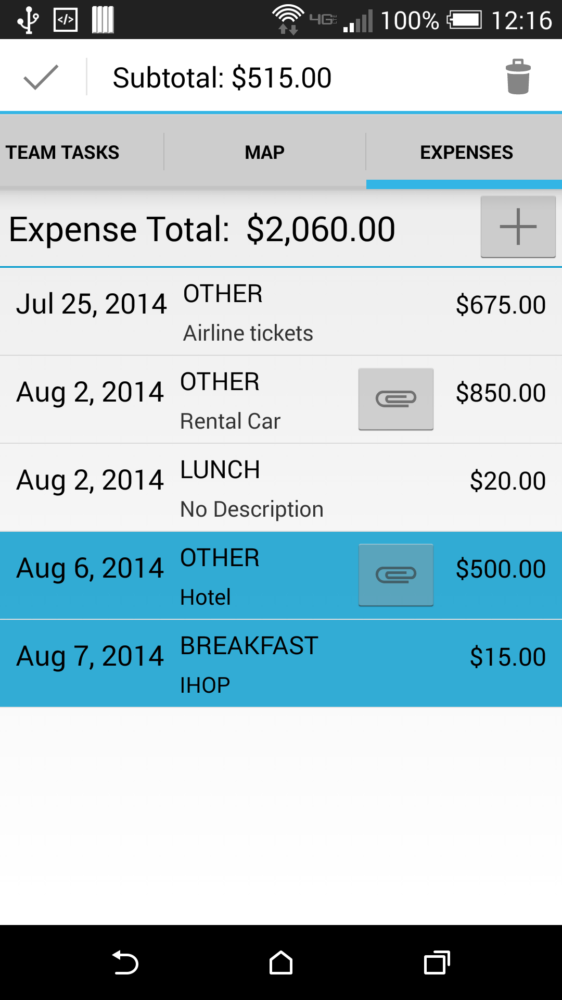 </> 4G LTE 100% 12:16
Subtotal: $515.00
TEAM TASKS MAP EXPENSES
Expense Total: $2,060.00
Jul 25, 2014 OTHER $675.00
Airline tickets
Aug 2, 2014 OTHER $850.00
Rental Car
Aug 2, 2014 LUNCH $20.00
No Description
Aug 6, 2014 OTHER $500.00
Hotel
Aug 7, 2014 BREAKFAST $15.00
IHOP